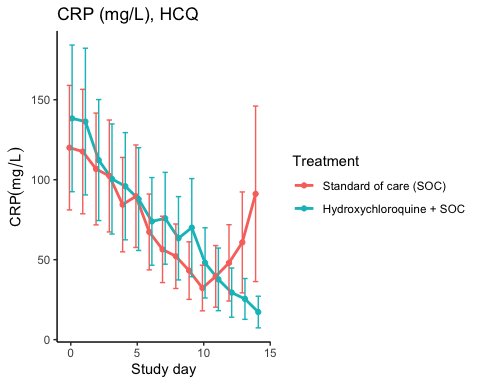 CRP (mg/L), HCQ
CRP(mg/L)
150
100
50
0
0
5
10
15
Study day
Treatment
Standard of care (SOC)
Hydroxychloroquine + SOC